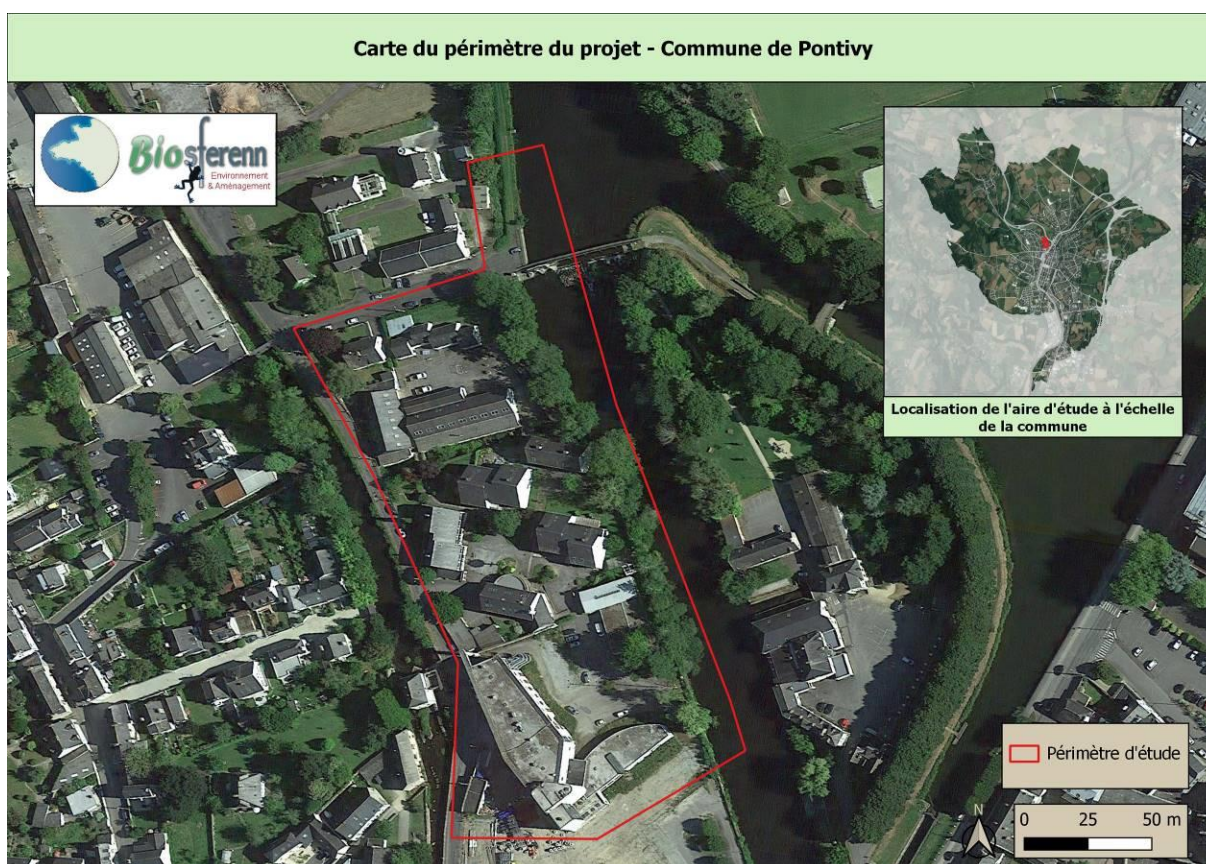 Carte du périmètre du projet - Commune de Pontivy
Biosferenn
Environnement
& Aménagement
Localisation de l'aire d'étude à l'échelle
de la commune
Périmètre d'étude
N
0 25 50 m